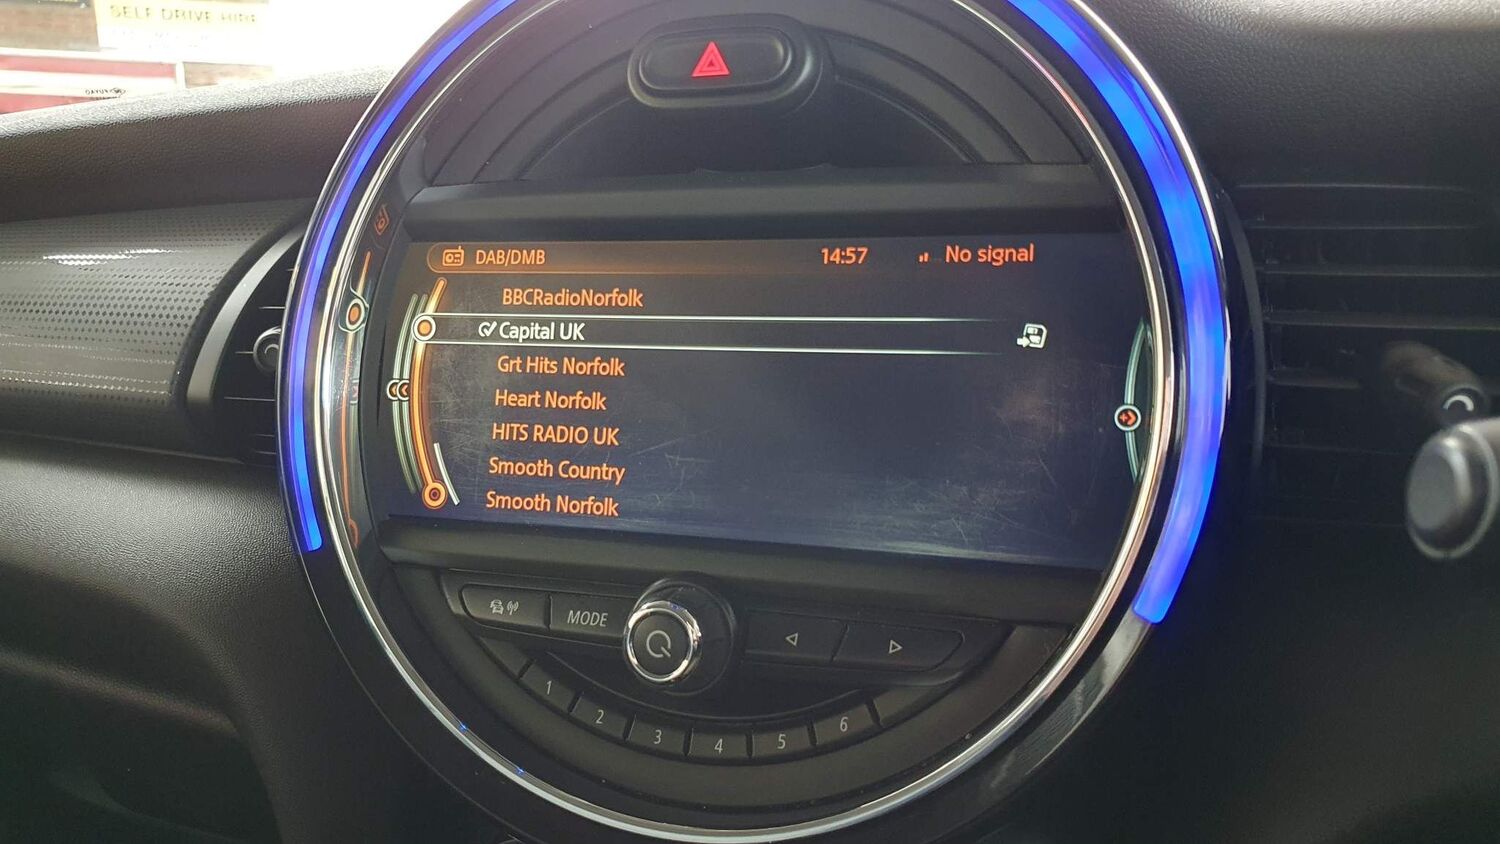 SELF DRIVE HIRE
DAB/DMB 14:57 No signal
BBCRadioNorfolk
Capital UK
Grt Hits Norfolk
Heart Norfolk
HITS RADIO UK
Smooth Country
Smooth Norfolk
MODE
1 2 3 4 5 6